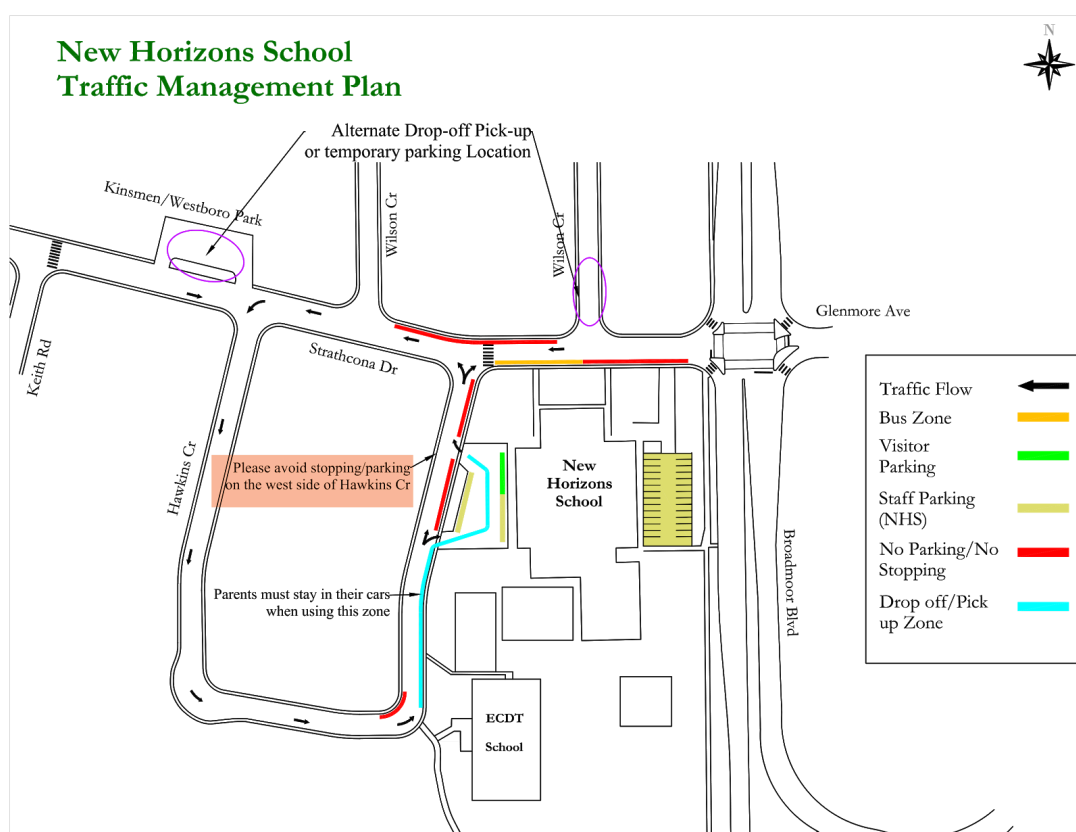 New Horizons School
Traffic Management Plan
N
Alternate Drop-off Pick-up
or temporary parking Location
Kinsmen/Westboro Park
Wilson Cr
Wilson Cr
Glenmore Ave
Keith Rd
Strathcona Dr
Hawkins Cr
Please avoid stopping/parking
on the west side of Hawkins Cr
New
Horizons
School
Parents must stay in their cars
when using this zone
Broadmoor Blvd
ECDT
School
Traffic Flow
Bus Zone
Visitor
Parking
Staff Parking
(NHS)
No Parking/No
Stopping
Drop off/Pick
up Zone